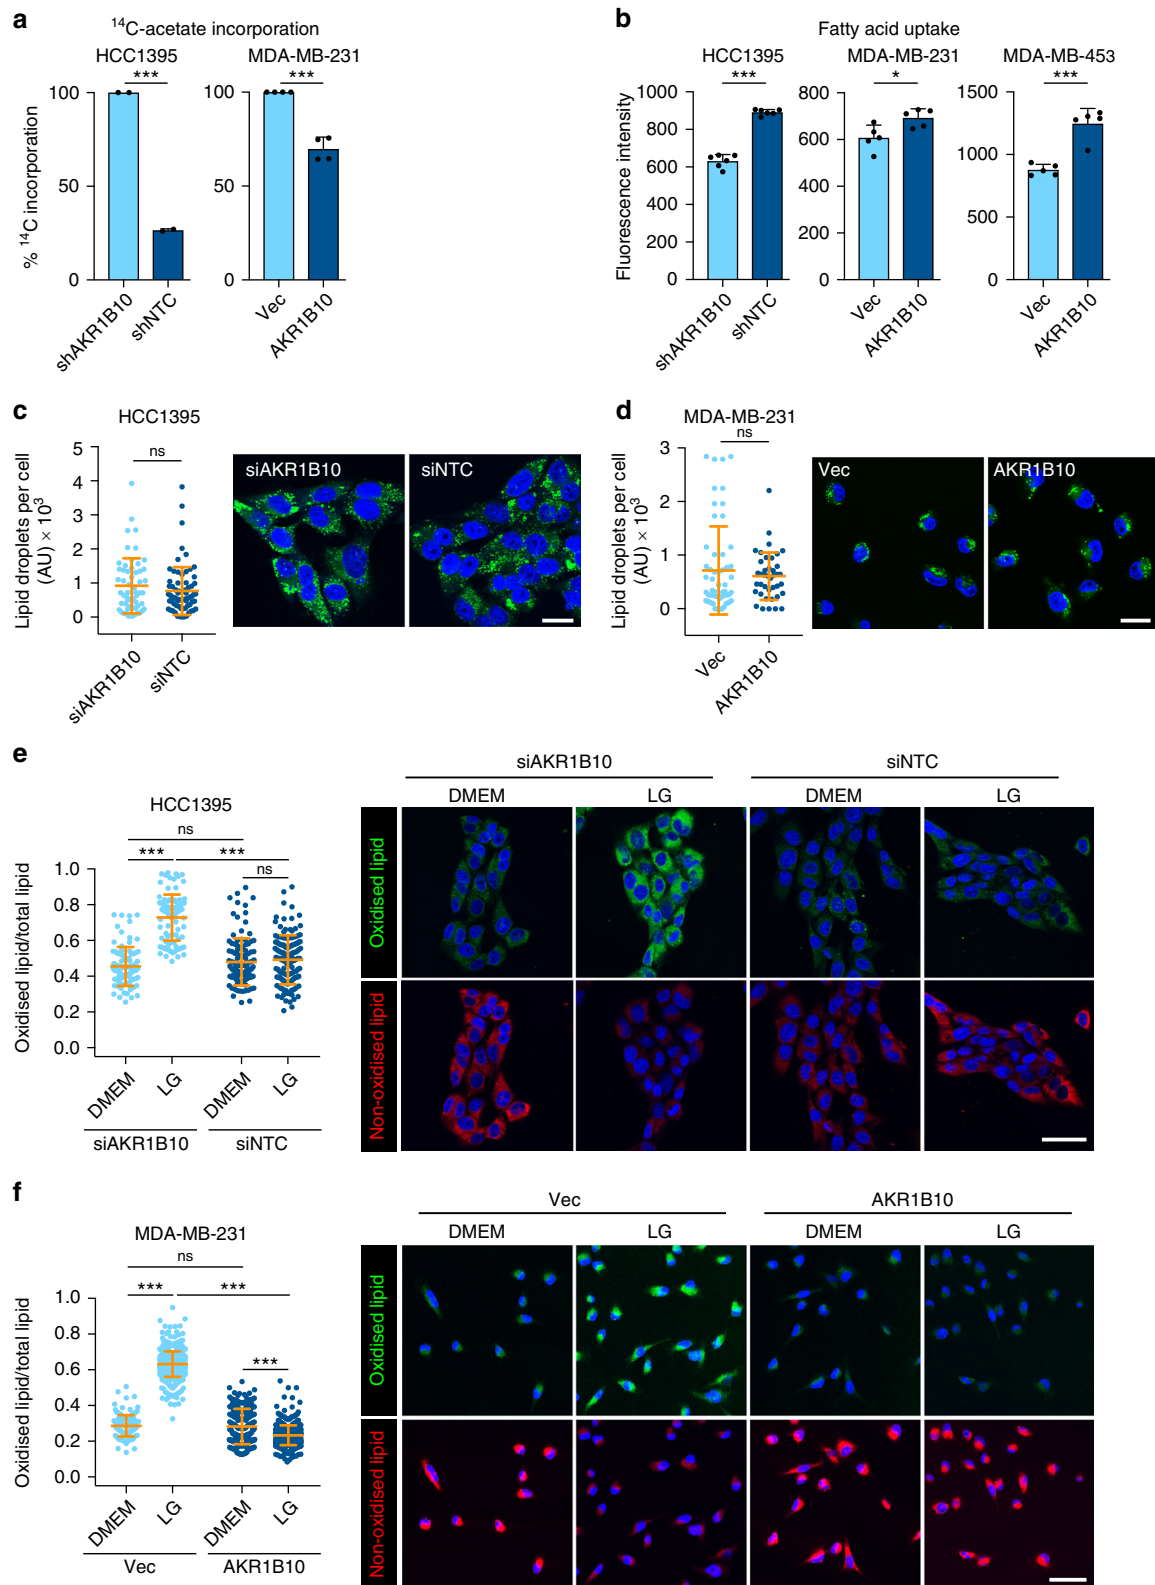 a
¹⁴C-acetate incorporation
HCC1395
MDA-MB-231
***
***
% ¹⁴C incorporation
100
50
0
100
50
0
shAKR1B10
shNTC
Vec
AKR1B10
b
Fatty acid uptake
HCC1395
MDA-MB-231
MDA-MB-453
***
*
***
Fluorescence intensity
1000
800
600
400
200
0
800
600
400
200
0
1500
1000
500
0
shAKR1B10
shNTC
Vec
AKR1B10
Vec
AKR1B10
c
HCC1395
ns
Lipid droplets per cell
(AU) × 10³
5
4
3
2
1
0
siAKR1B10
siNTC
siAKR1B10
siNTC
d
MDA-MB-231
ns
Lipid droplets per cell
(AU) × 10³
3
2
1
0
Vec
AKR1B10
Vec
AKR1B10
e
HCC1395
ns
***
***
ns
Oxidised lipid/total lipid
1.0
0.8
0.6
0.4
0.2
0.0
DMEM
LG
DMEM
LG
siAKR1B10
siNTC
siAKR1B10
siNTC
DMEM
LG
DMEM
LG
Oxidised lipid
Non-oxidised lipid
f
MDA-MB-231
ns
***
***
***
Oxidised lipid/total lipid
1.0
0.8
0.6
0.4
0.2
0.0
DMEM
LG
DMEM
LG
Vec
AKR1B10
Vec
AKR1B10
DMEM
LG
DMEM
LG
Oxidised lipid
Non-oxidised lipid